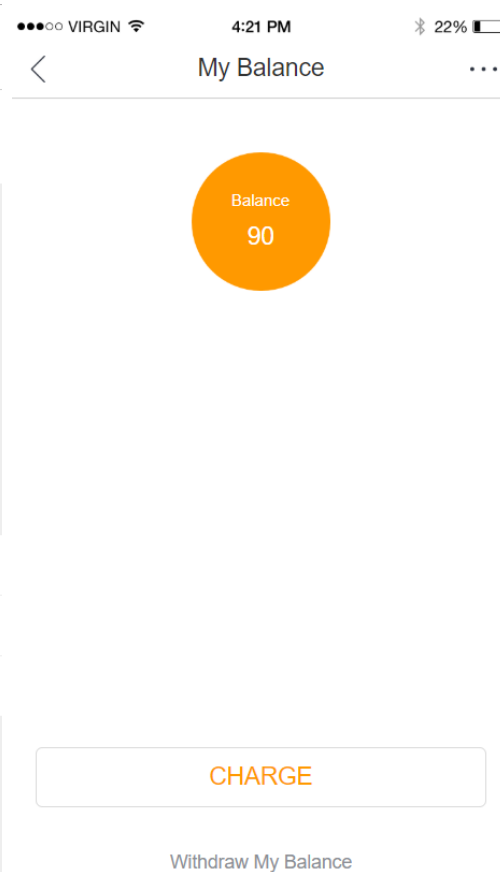 VIRGIN 4:21 PM 22%
My Balance
Balance
90
CHARGE
Withdraw My Balance